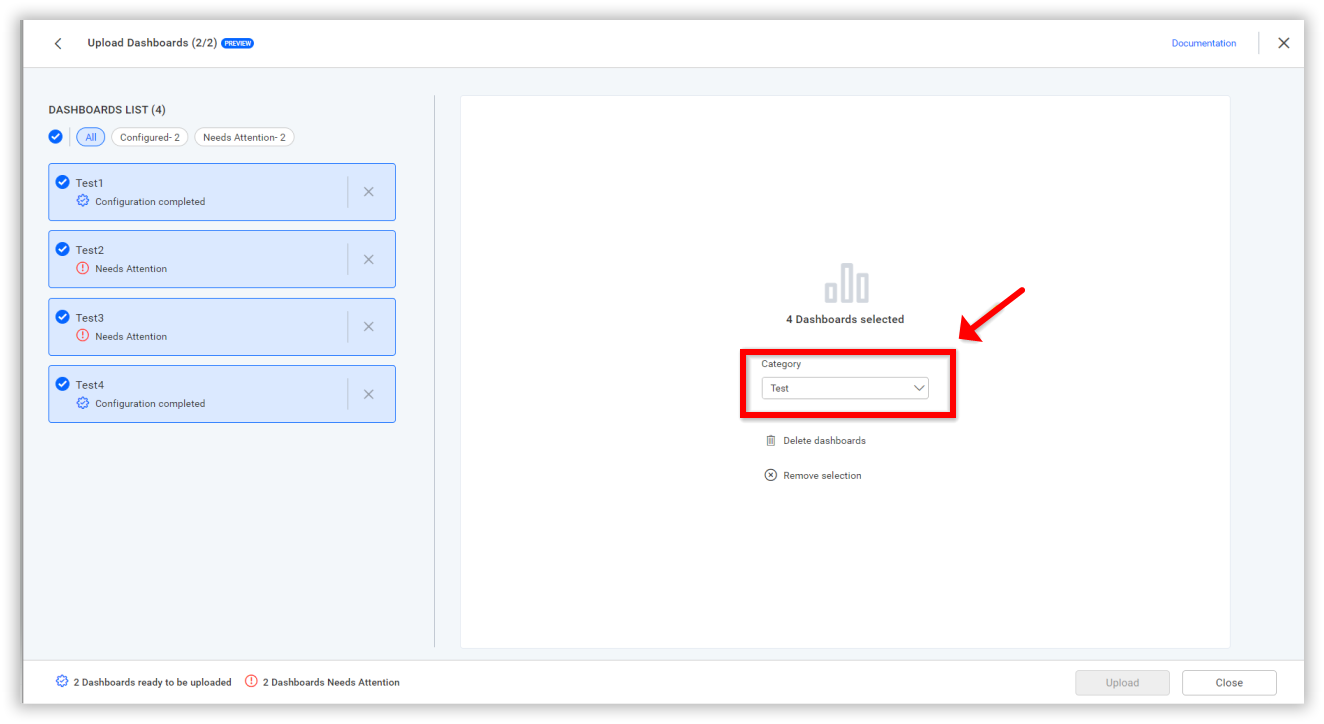 Upload Dashboards (2/2) PREVIEW
Documentation
DASHBOARDS LIST (4)
All
Configured- 2
Needs Attention- 2
Test1
Configuration completed
Test2
Needs Attention
Test3
Needs Attention
Test4
Configuration completed
4 Dashboards selected
Category
Test
Delete dashboards
Remove selection
2 Dashboards ready to be uploaded
2 Dashboards Needs Attention
Upload
Close